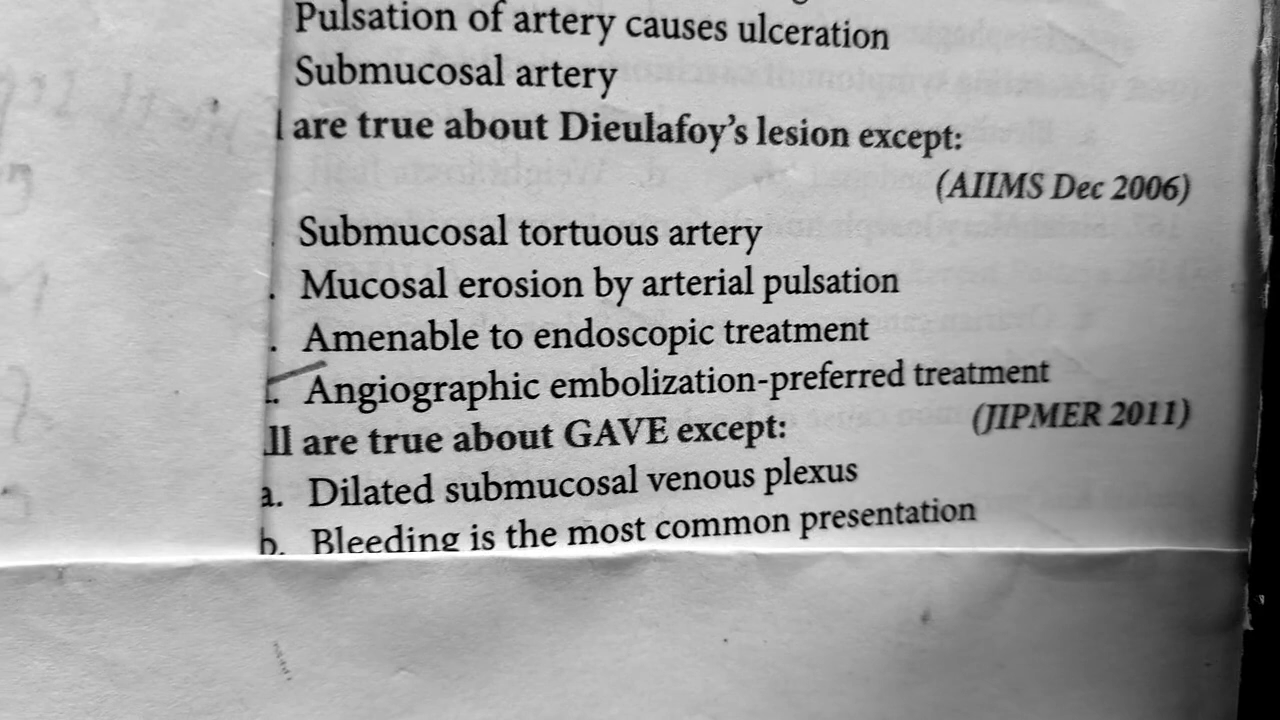 Pulsation of artery causes ulceration
Submucosal artery
l are true about Dieulafoy's lesion except:
(AIIMS Dec 2006)
Submucosal tortuous artery
. Mucosal erosion by arterial pulsation
. Amenable to endoscopic treatment
. Angiographic embolization-preferred treatment
ll are true about GAVE except: (JIPMER 2011)
a. Dilated submucosal venous plexus
b. Bleeding is the most common presentation